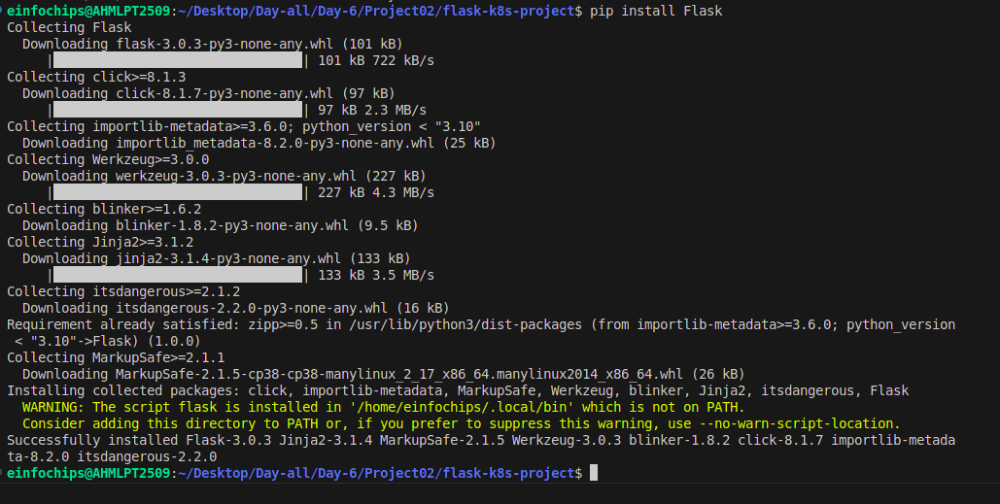 einfochips@AHMLPT2509:~/Desktop/Day-all/Day-6/Project02/flask-k8s-project$ pip install Flask
Collecting Flask
  Downloading flask-3.0.3-py3-none-any.whl (101 kB)
     |████████████████████████████████| 101 kB 722 kB/s
Collecting click>=8.1.3
  Downloading click-8.1.7-py3-none-any.whl (97 kB)
     |████████████████████████████████| 97 kB 2.3 MB/s
Collecting importlib-metadata>=3.6.0; python_version < "3.10"
  Downloading importlib_metadata-8.2.0-py3-none-any.whl (25 kB)
Collecting Werkzeug>=3.0.0
  Downloading werkzeug-3.0.3-py3-none-any.whl (227 kB)
     |████████████████████████████████| 227 kB 4.3 MB/s
Collecting blinker>=1.6.2
  Downloading blinker-1.8.2-py3-none-any.whl (9.5 kB)
Collecting Jinja2>=3.1.2
  Downloading jinja2-3.1.4-py3-none-any.whl (133 kB)
     |████████████████████████████████| 133 kB 3.5 MB/s
Collecting itsdangerous>=2.1.2
  Downloading itsdangerous-2.2.0-py3-none-any.whl (16 kB)
Requirement already satisfied: zipp>=0.5 in /usr/lib/python3/dist-packages (from importlib-metadata>=3.6.0; python_version
 < "3.10"->Flask) (1.0.0)
Collecting MarkupSafe>=2.1.1
  Downloading MarkupSafe-2.1.5-cp38-cp38-manylinux_2_17_x86_64.manylinux2014_x86_64.whl (26 kB)
Installing collected packages: click, importlib-metadata, MarkupSafe, Werkzeug, blinker, Jinja2, itsdangerous, Flask
  WARNING: The script flask is installed in '/home/einfochips/.local/bin' which is not on PATH.
  Consider adding this directory to PATH or, if you prefer to suppress this warning, use --no-warn-script-location.
Successfully installed Flask-3.0.3 Jinja2-3.1.4 MarkupSafe-2.1.5 Werkzeug-3.0.3 blinker-1.8.2 click-8.1.7 importlib-metada
ta-8.2.0 itsdangerous-2.2.0
einfochips@AHMLPT2509:~/Desktop/Day-all/Day-6/Project02/flask-k8s-project$